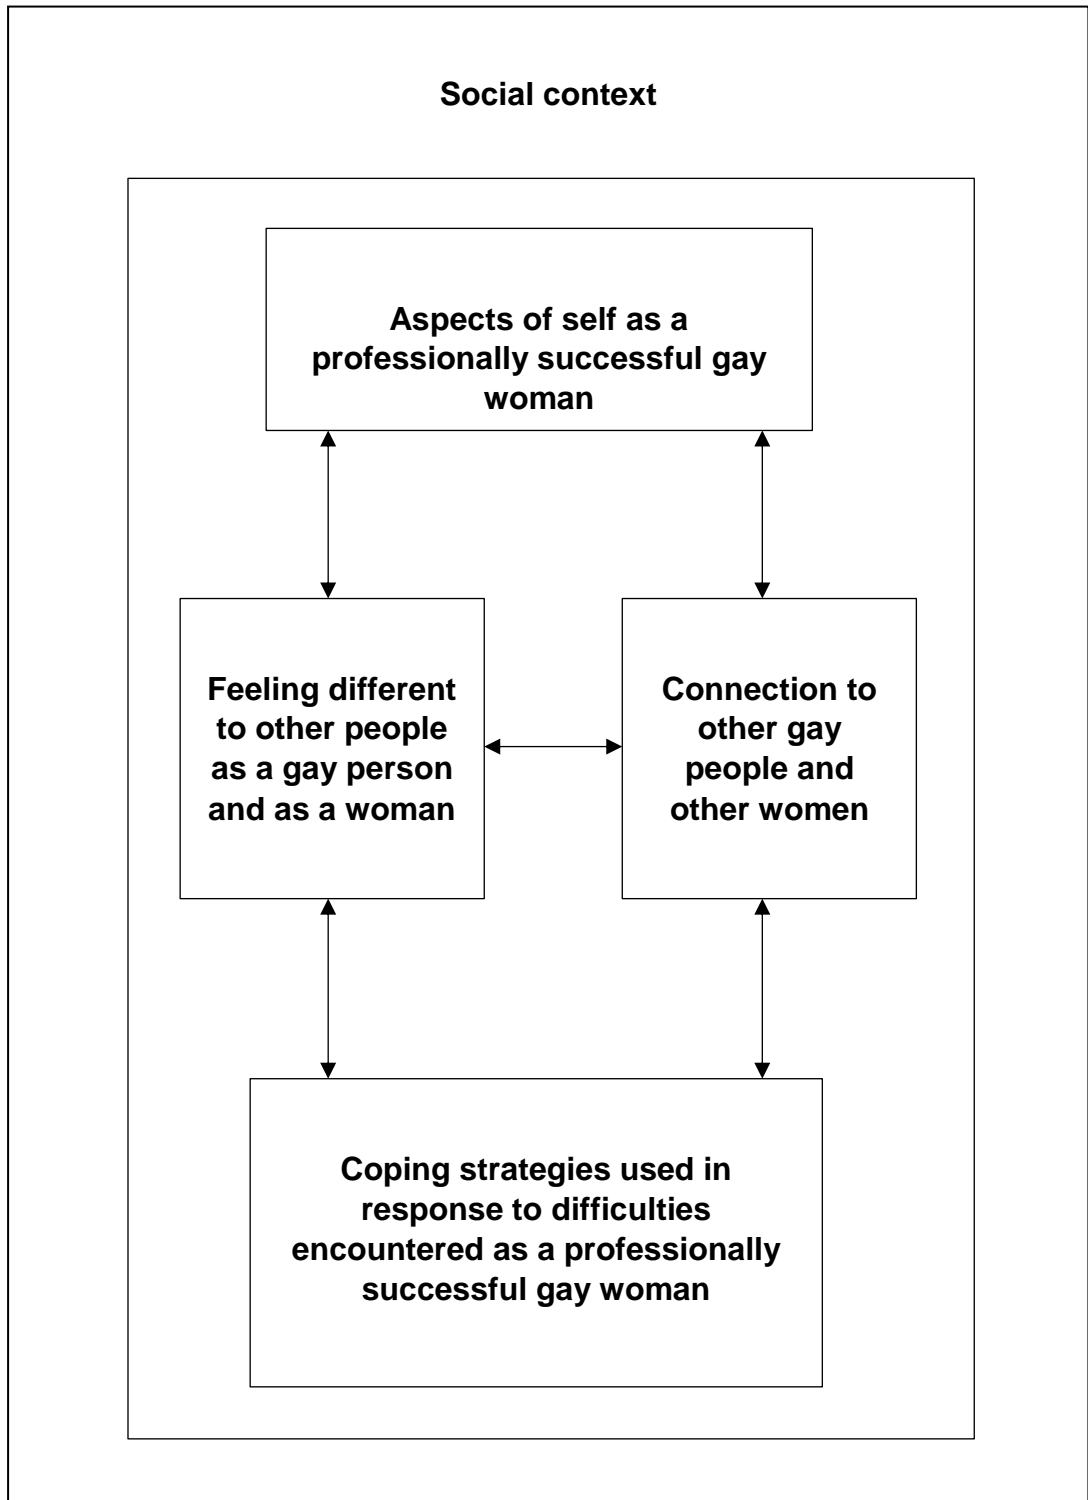 Social context
Aspects of self as a
professionally successful gay
woman
Feeling different
to other people
as a gay person
and as a woman
Connection to
other gay
people and
other women
Coping strategies used in
response to difficulties
encountered as a professionally
successful gay woman